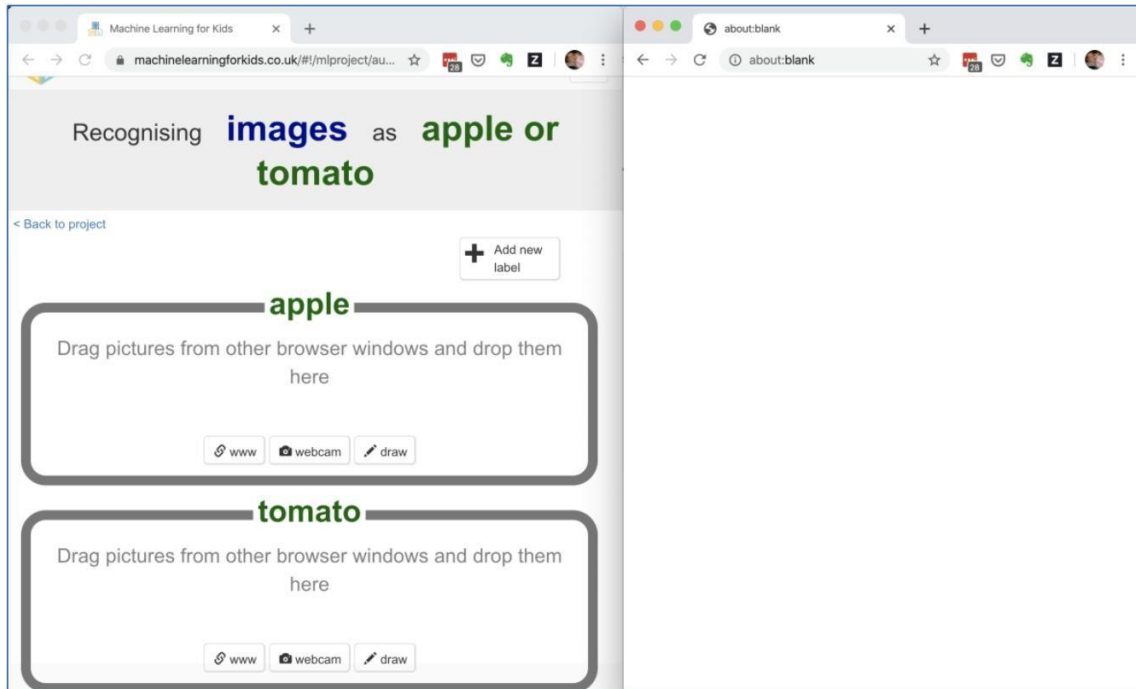 Machine Learning for Kids
machinelearningforkids.co.uk/#!/mlproject/au...
28
Z
Recognising images as apple or
tomato
< Back to project
Add new
label
apple
Drag pictures from other browser windows and drop them
here
www
webcam
draw
tomato
Drag pictures from other browser windows and drop them
here
www
webcam
draw
about:blank
about:blank
28
Z